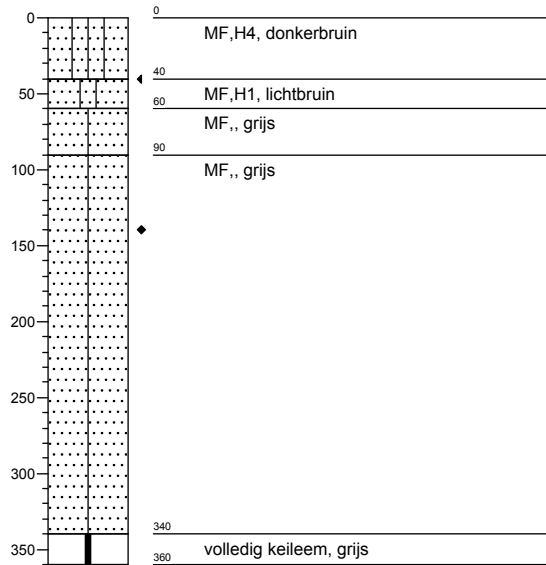 0
0
MF,H4, donkerbruin
40
50
MF,H1, lichtbruin
60
MF,, grijs
90
100
MF,, grijs
150
200
250
300
340
350
volledig keileem, grijs
360